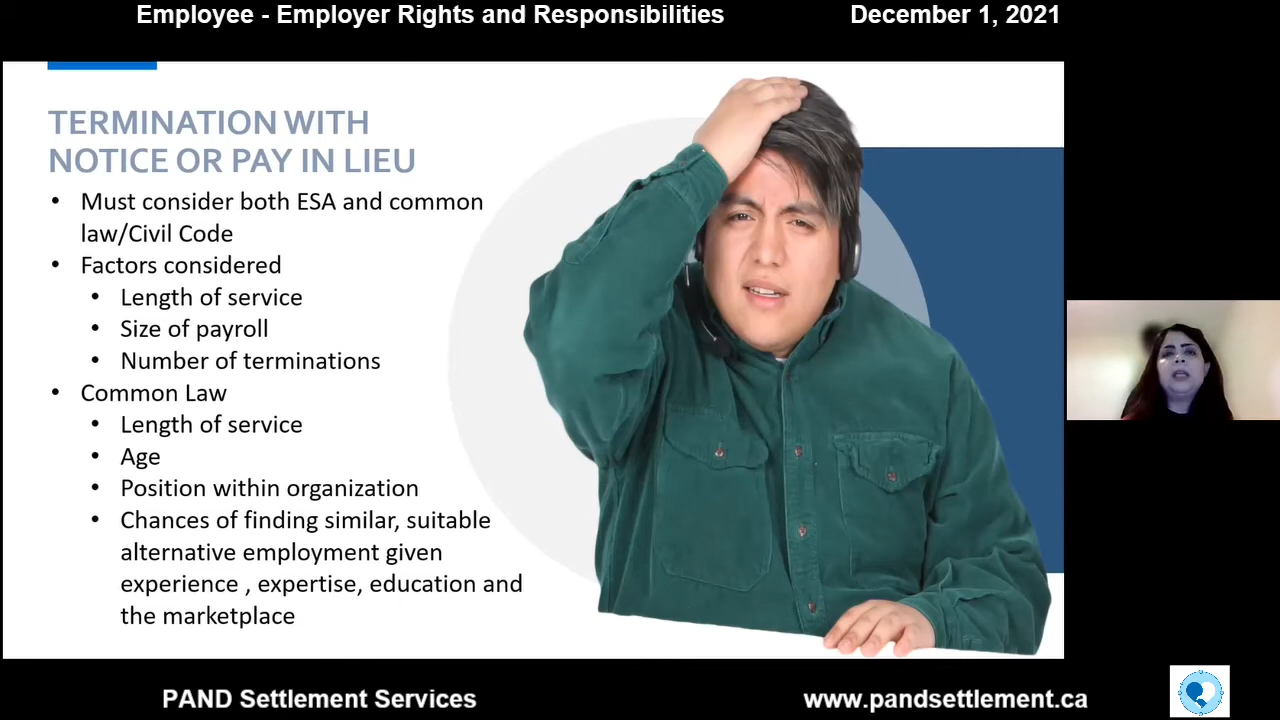 Employee - Employer Rights and Responsibilities
December 1, 2021
TERMINATION WITH
NOTICE OR PAY IN LIEU
• Must consider both ESA and common
law/Civil Code
• Factors considered
• Length of service
• Size of payroll
• Number of terminations
• Common Law
• Length of service
• Age
• Position within organization
• Chances of finding similar, suitable
alternative employment given
experience , expertise, education and
the marketplace
PAND Settlement Services
www.pandsettlement.ca